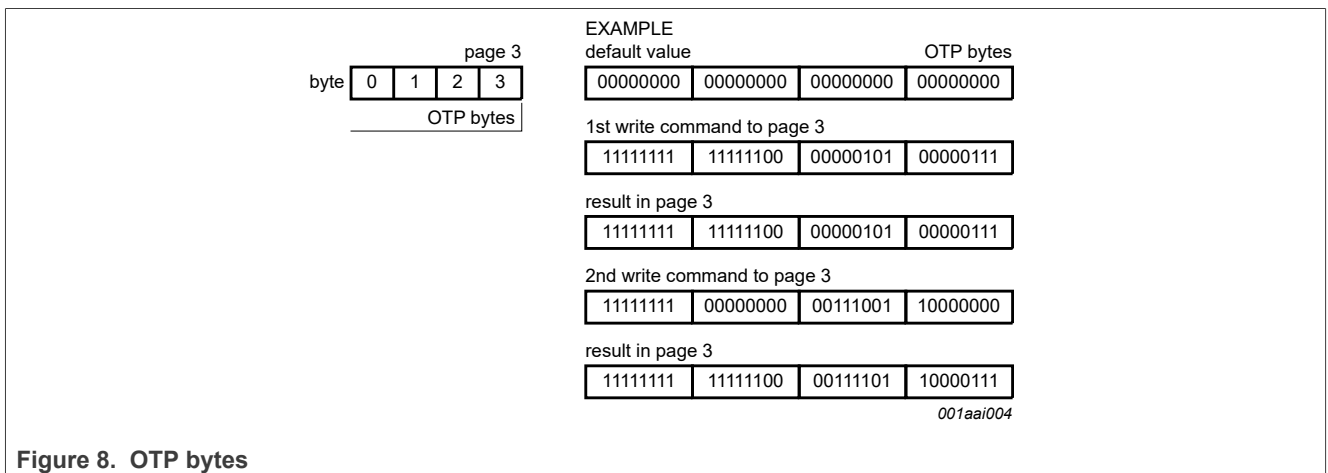 page 3
byte 0 1 2 3
OTP bytes
EXAMPLE
default value OTP bytes
00000000 00000000 00000000 00000000
1st write command to page 3
11111111 11111100 00000101 00000111
result in page 3
11111111 11111100 00000101 00000111
2nd write command to page 3
11111111 00000000 00111001 10000000
result in page 3
11111111 11111100 00111101 10000111
001aai004
Figure 8. OTP bytes